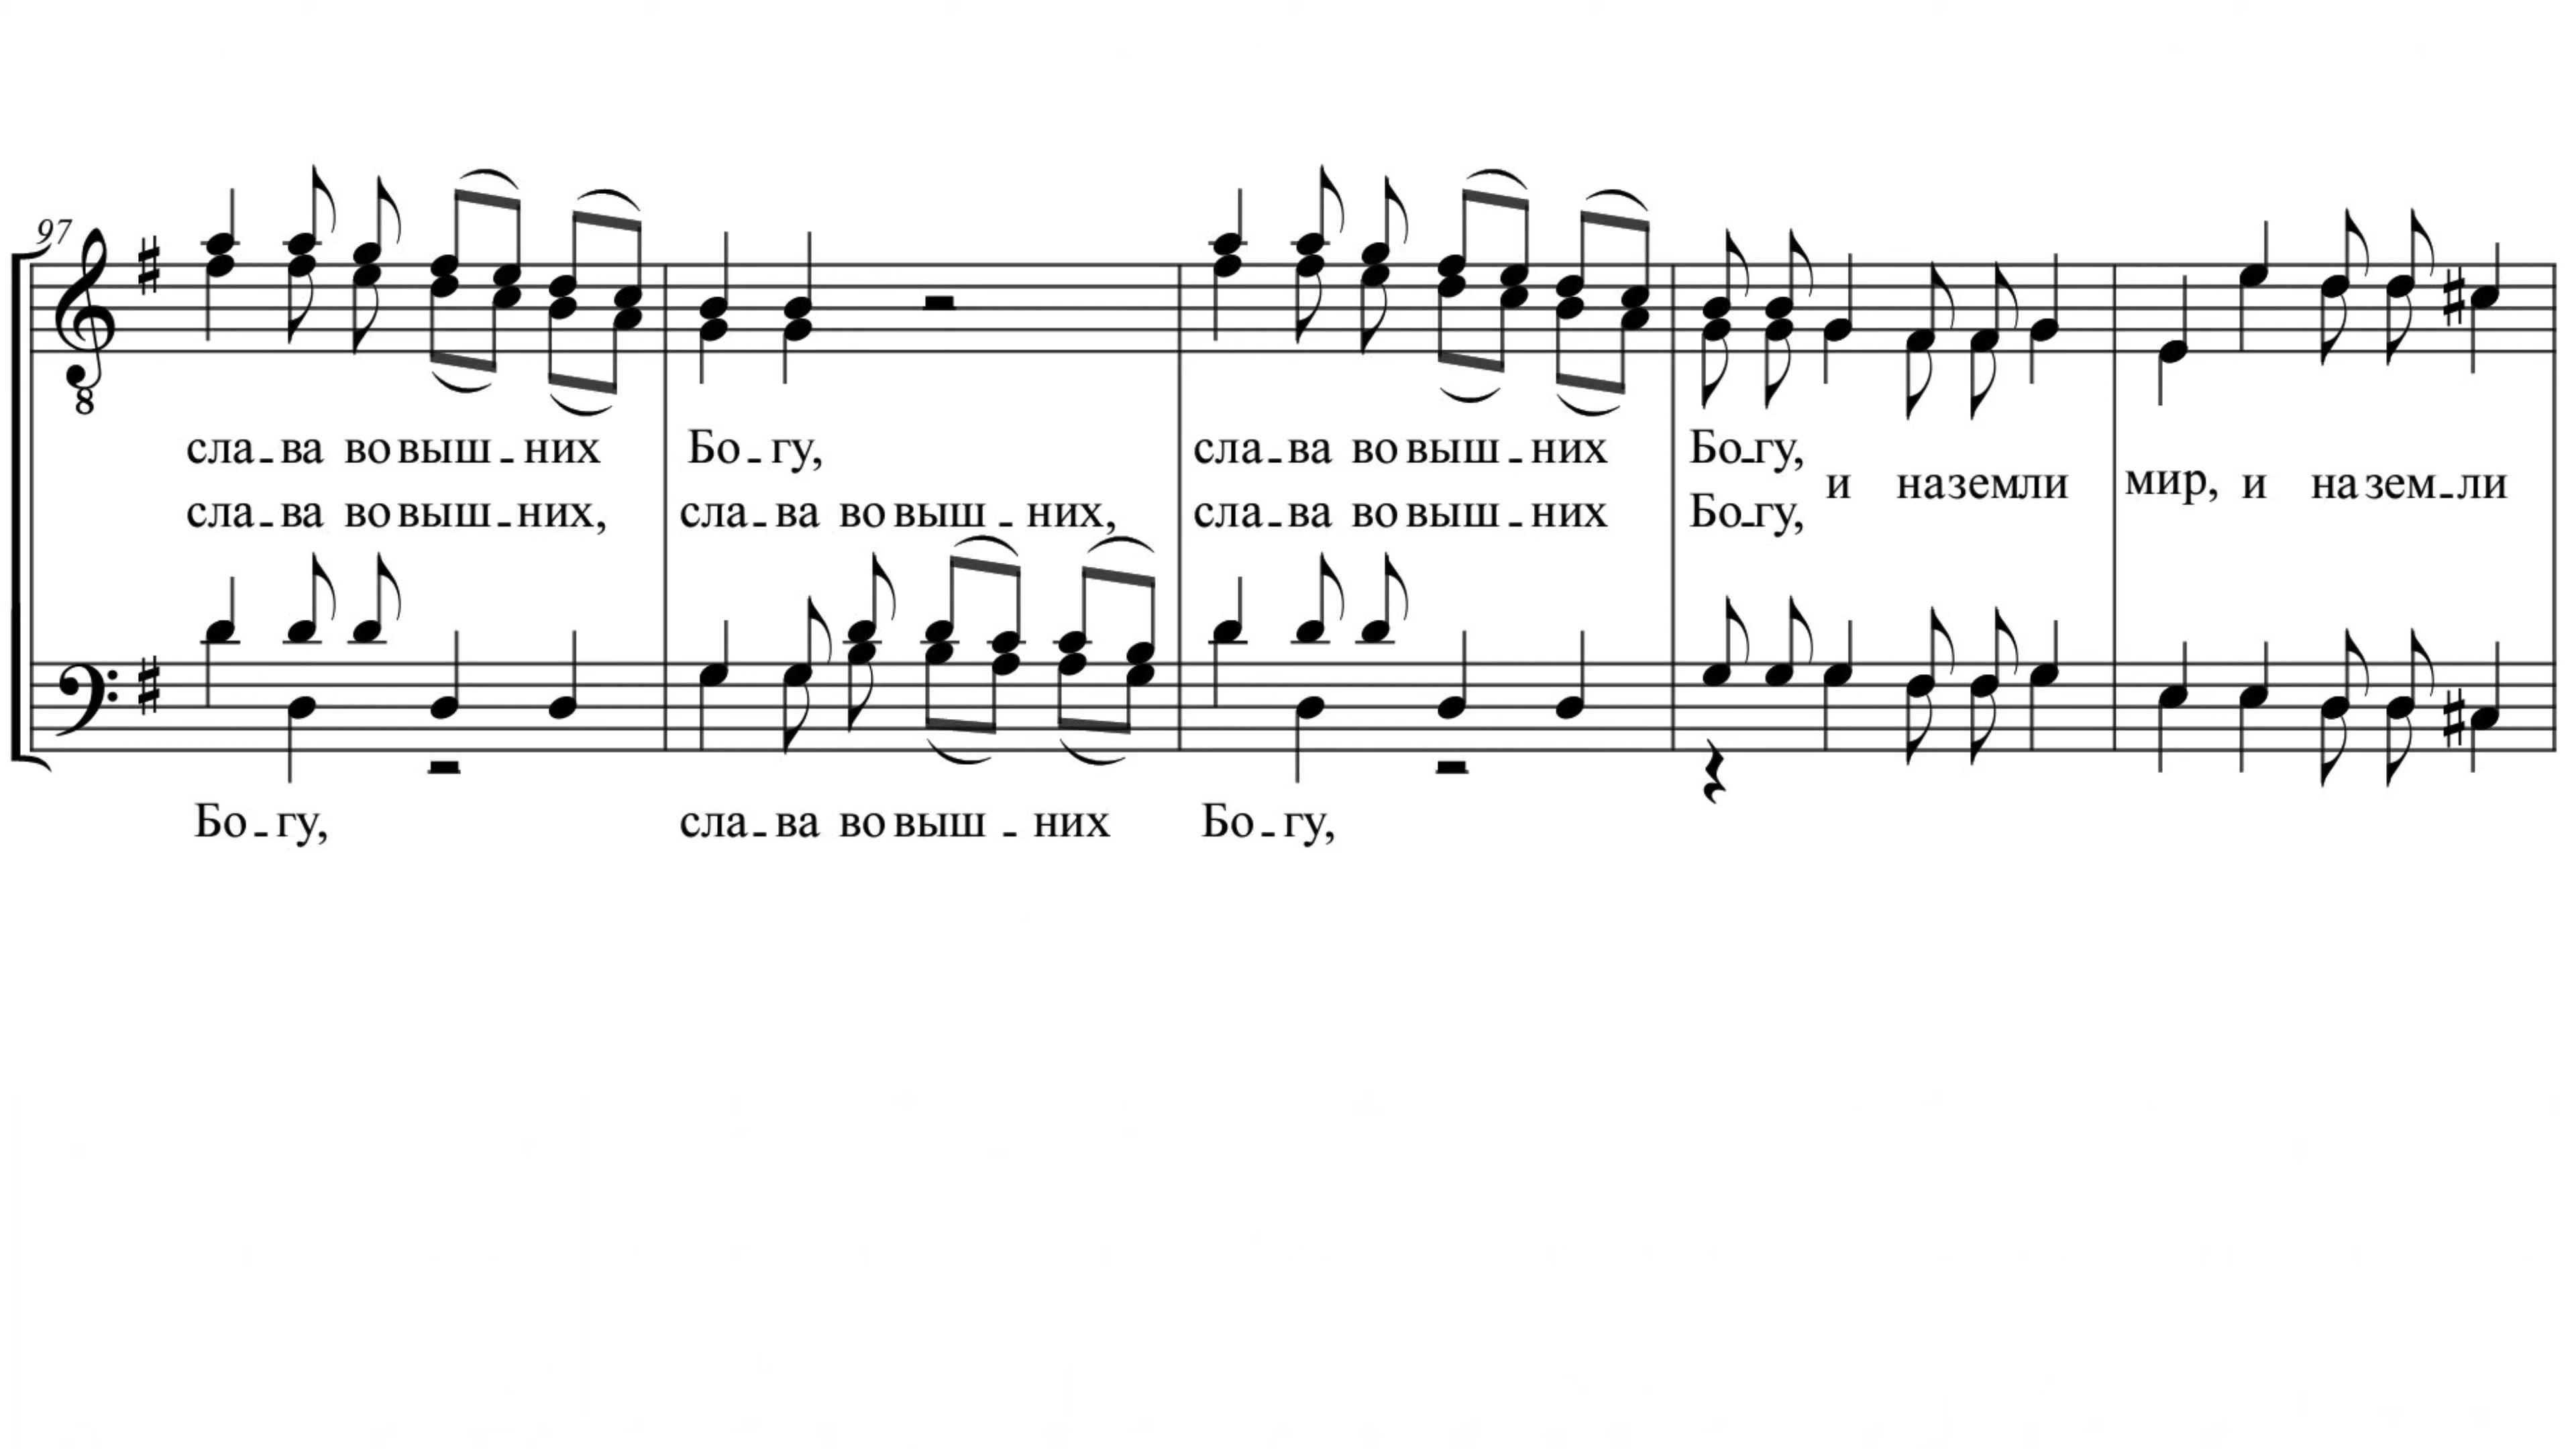 97
8
сла-ва во выш-них Бо-гу, сла-ва во выш-них Бо-гу,
и на земли мир, и на зем-ли
сла-ва во выш-них, сла-ва во выш-них, сла-ва во выш-них Бо-гу,
Бо-гу, сла-ва во выш-них Бо-гу,